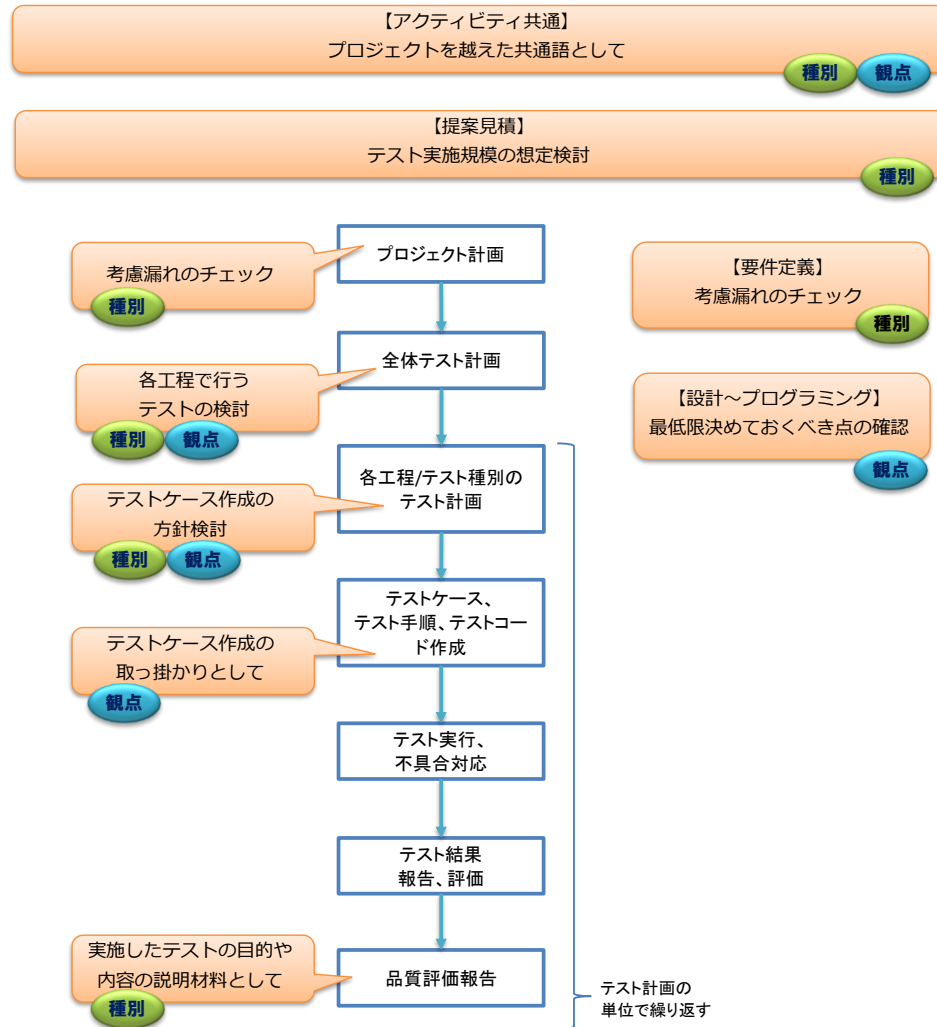 【アクティビティ共通】
プロジェクトを越えた共通語として
種別
観点
【提案見積】
テスト実施規模の想定検討
種別
プロジェクト計画
考慮漏れのチェック
種別
【要件定義】
考慮漏れのチェック
種別
全体テスト計画
各工程で行う
テストの検討
種別
観点
【設計～プログラミング】
最低限決めておくべき点の確認
観点
各工程/テスト種別の
テスト計画
テストケース作成の
方針検討
種別
観点
テストケース、
テスト手順、テストコー
ド作成
テストケース作成の
取っ掛かりとして
観点
テスト実行、
不具合対応
テスト結果
報告、評価
実施したテストの目的や
内容の説明材料として
種別
品質評価報告
テスト計画の
単位で繰り返す